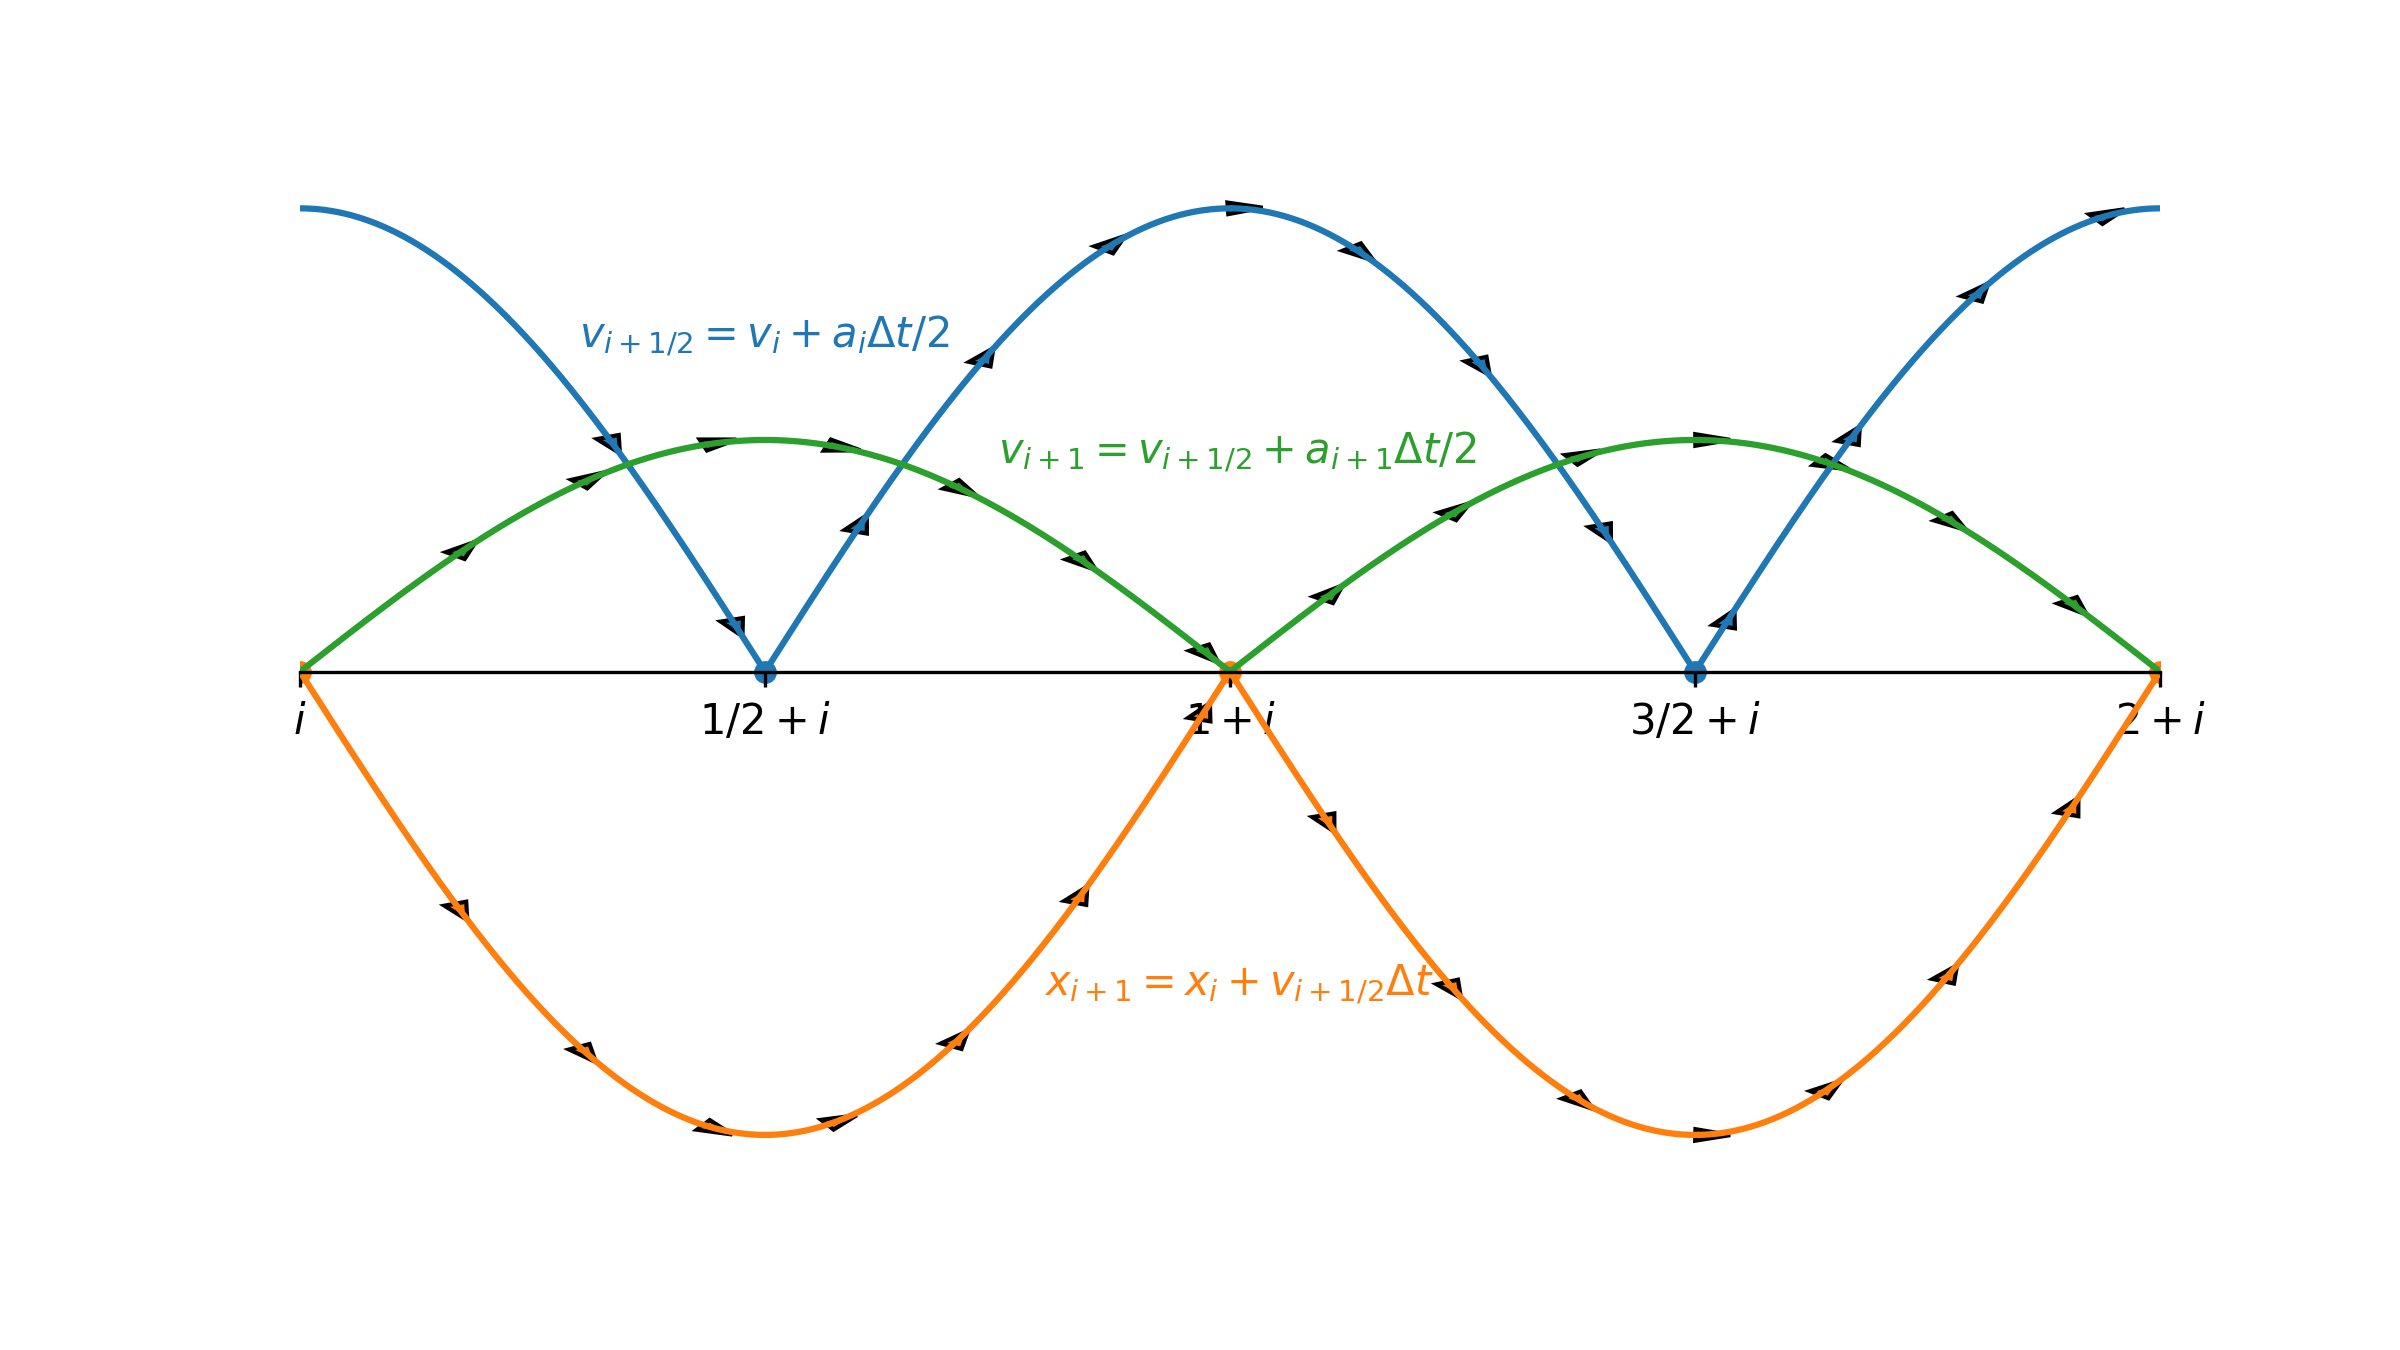 v_{i+1/2} = v_i + a_iΔt/2
v_{i+1} = v_{i+1/2} + a_{i+1}Δt/2
i
1/2 + i
1 + i
3/2 + i
2 + i
x_{i+1} = x_i + v_{i+1/2}Δt